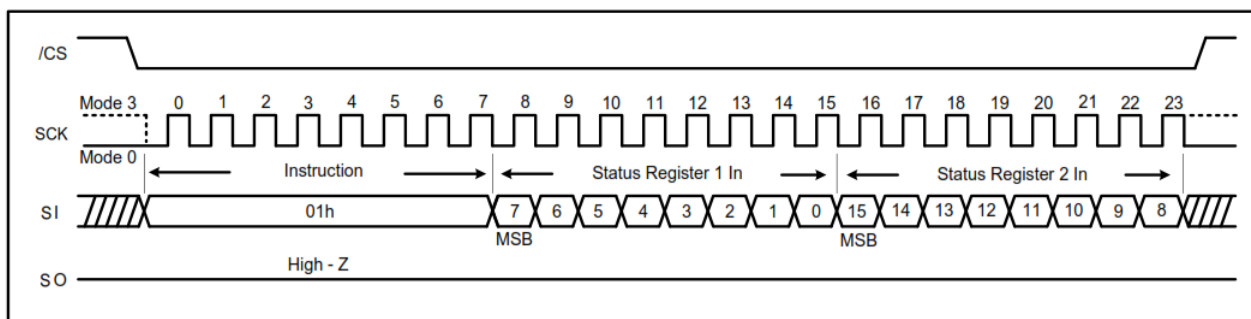 /CS
Mode 3 0 1 2 3 4 5 6 7 8 9 10 11 12 13 14 15 16 17 18 19 20 21 22 23
SCK
Mode 0
Instruction Status Register 1 In Status Register 2 In
SI 01h 7 6 5 4 3 2 1 0 15 14 13 12 11 10 9 8
MSB MSB
High - Z
SO